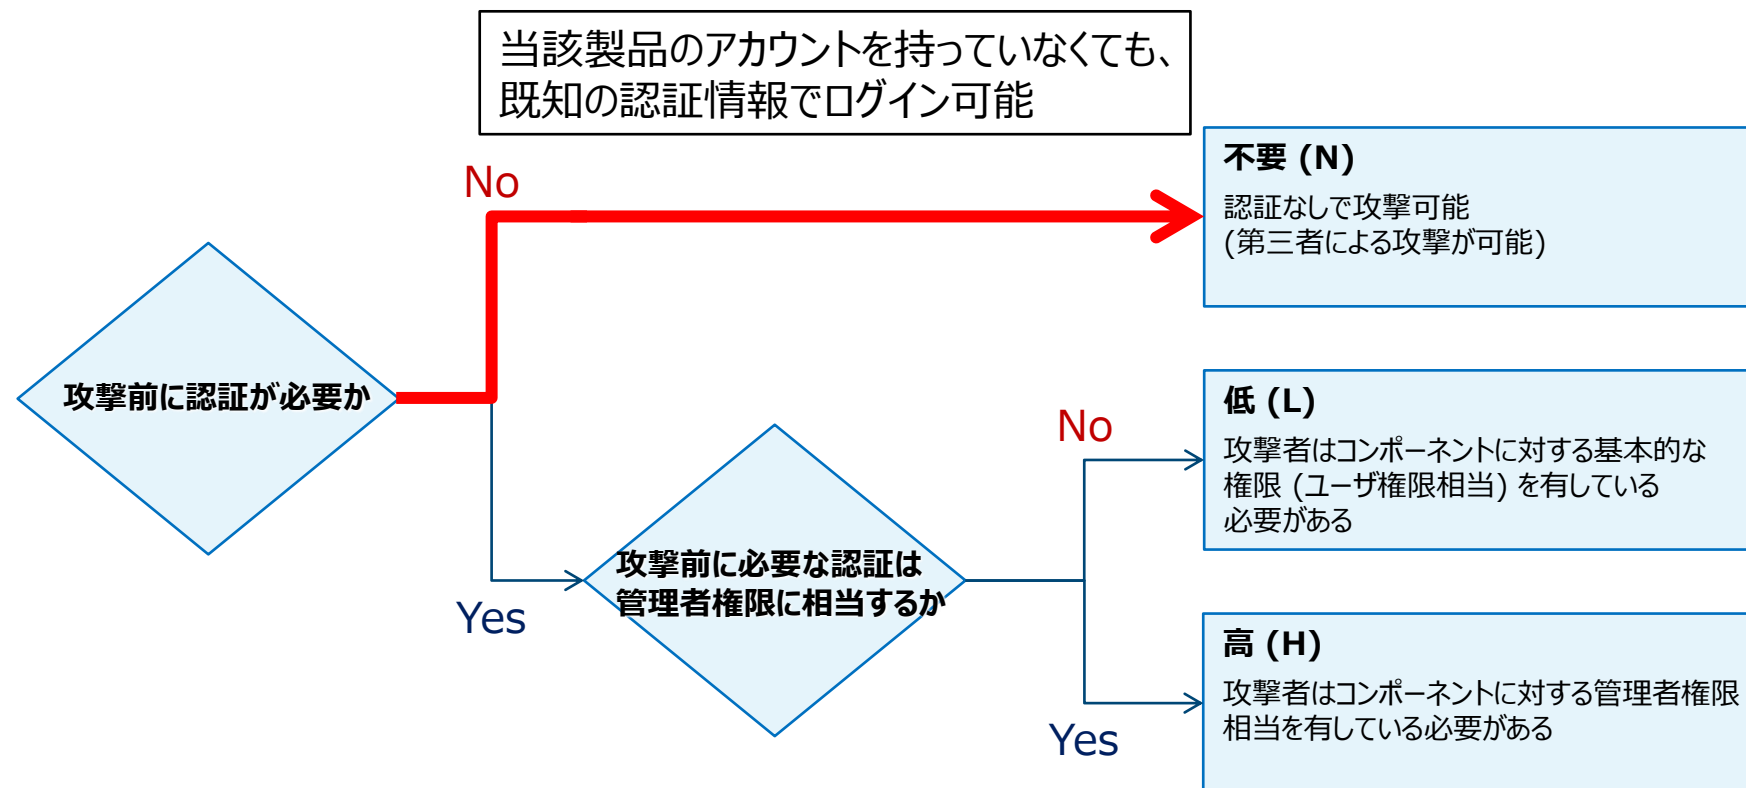 当該製品のアカウントを持っていなくても、
既知の認証情報でログイン可能
No
不要 (N)
認証なしで攻撃可能
(第三者による攻撃が可能)
攻撃前に認証が必要か
No
低 (L)
攻撃者はコンポーネントに対する基本的な
権限 (ユーザ権限相当) を有している
必要がある
Yes
攻撃前に必要な認証は
管理者権限に相当するか
Yes
高 (H)
攻撃者はコンポーネントに対する管理者権限
相当を有している必要がある